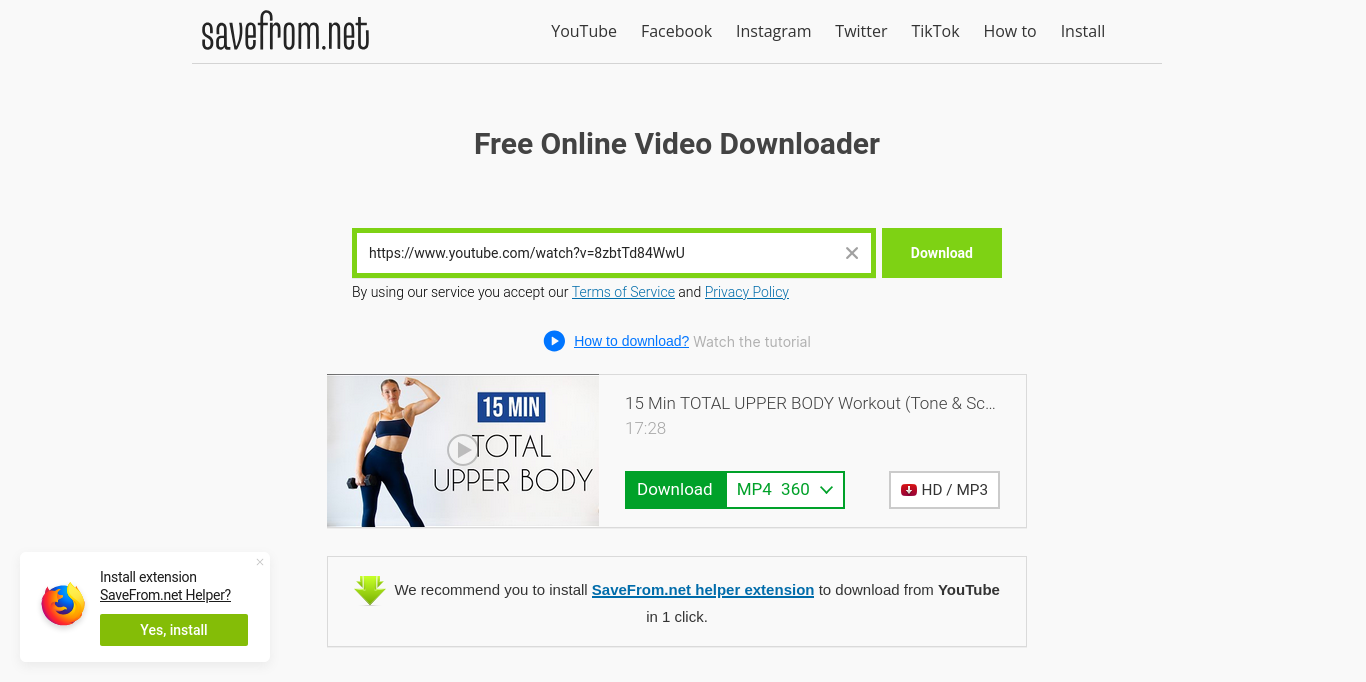 savefrom.net
YouTube Facebook Instagram Twitter TikTok How to Install
Free Online Video Downloader
https://www.youtube.com/watch?v=8zbtTd84WwU
Download
By using our service you accept our Terms of Service and Privacy Policy
How to download? Watch the tutorial
15 MIN
TOTAL
UPPER BODY
15 Min TOTAL UPPER BODY Workout (Tone & Sc...
17:28
Download MP4 360
HD / MP3
We recommend you to install SaveFrom.net helper extension to download from YouTube
in 1 click.
Install extension
SaveFrom.net Helper?
Yes, install